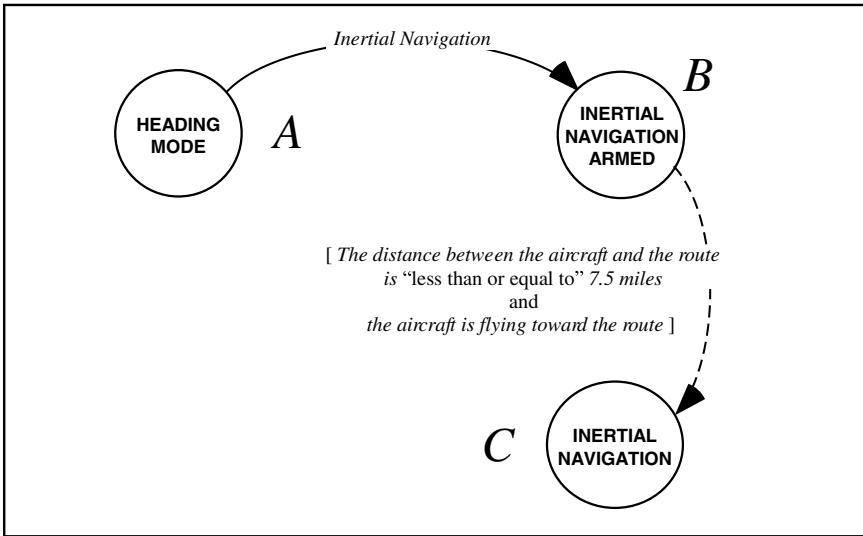 Inertial Navigation
HEADING
MODE
A
B
INERTIAL
NAVIGATION
ARMED
[ The distance between the aircraft and the route
is “less than or equal to” 7.5 miles
and
the aircraft is flying toward the route ]
C
INERTIAL
NAVIGATION